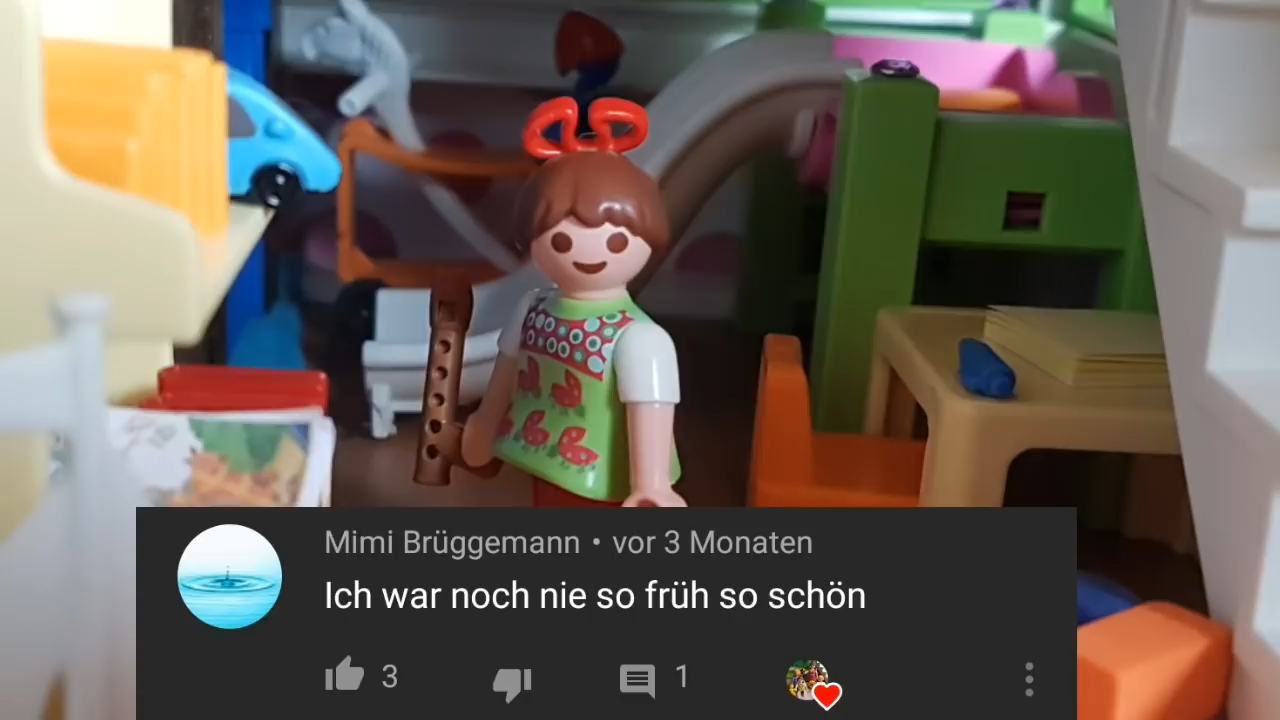 Mimi Brüggemann • vor 3 Monaten
Ich war noch nie so früh so schön
3 1